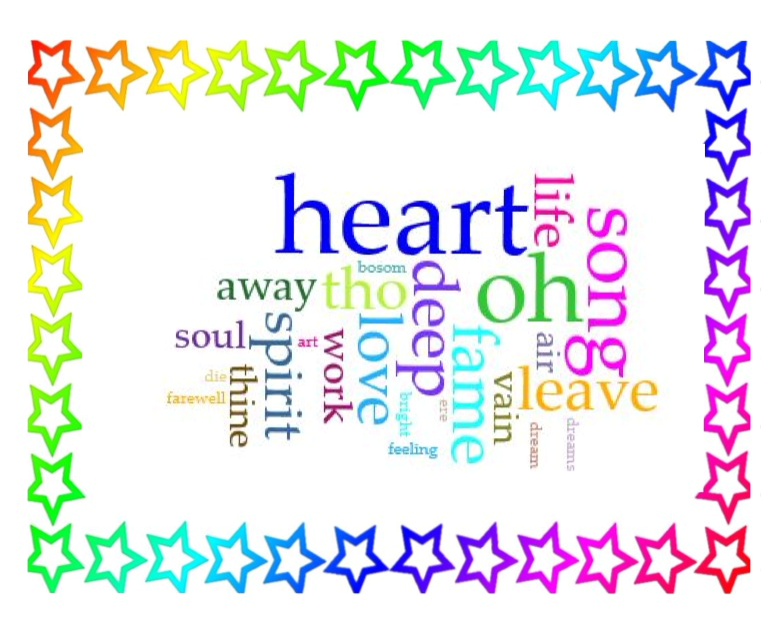 heart
life
song
bosom
away
tho
deep
oh
soul
spirit
art
work
love
fame
air
leave
die
farewell
thine
bright
ere
vain
feeling
dream
dreams